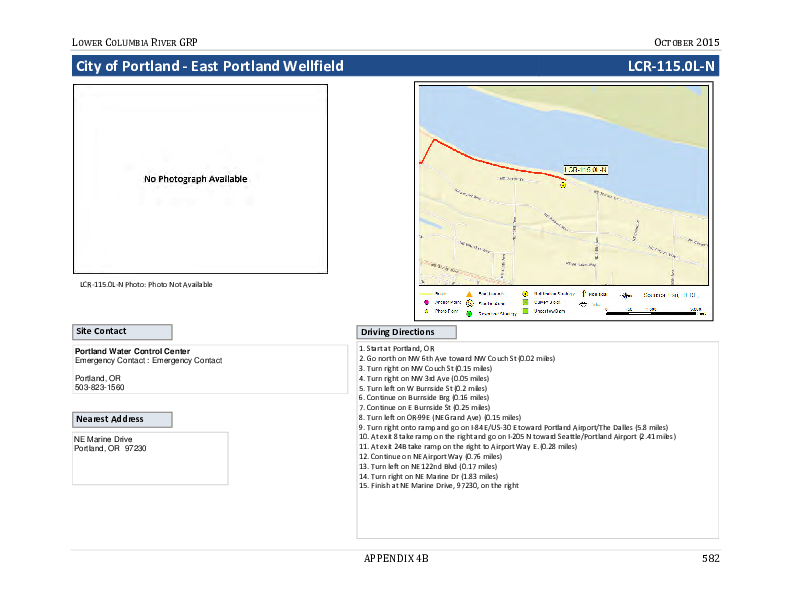 LOWER COLUMBIA RIVER GRP
OCTOBER 2015
City of Portland - East Portland Wellfield
LCR-115.0L-N
No Photograph Available
LCR-115.0L-N
LCR-115.0L-N Photo: Photo Not Available
Site Contact
Portland Water Control Center
Emergency Contact : Emergency Contact
Portland, OR
503-823-1560
Nearest Address
NE Marine Drive
Portland, OR 97230
Driving Directions
1. Start at Portland, OR
2. Go north on NW 6th Ave toward NW Couch St (0.02 miles)
3. Turn right on NW Couch St (0.15 miles)
4. Turn right on NW 3rd Ave (0.05 miles)
5. Turn left on W Burnside St (0.2 miles)
6. Continue on Burnside Brg (0.16 miles)
7. Continue on E Burnside St (0.25 miles)
8. Turn left on OR-99E (NE Grand Ave) (0.15 miles)
9. Turn right onto ramp and go on I-84 E/US-30 E toward Portland Airport/The Dalles (5.8 miles)
10. At exit 8 take ramp on the right and go on I-205 N toward Seattle/Portland Airport (2.41 miles)
11. At exit 24B take ramp on the right to Airport Way E. (0.28 miles)
12. Continue on NE Airport Way (0.76 miles)
13. Turn left on NE 122nd Blvd (0.17 miles)
14. Turn right on NE Marine Dr (1.83 miles)
15. Finish at NE Marine Drive, 97230, on the right
APPENDIX 4B
582